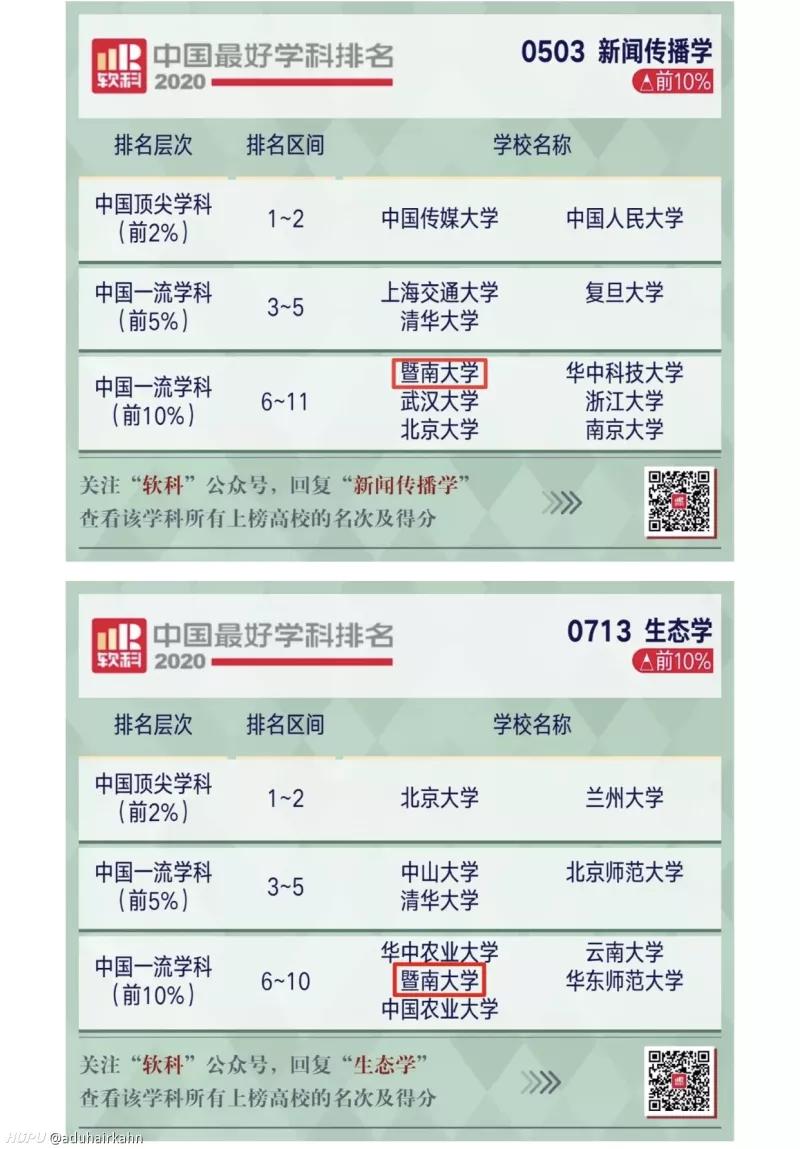 软科
中国最好学科排名
2020
0503 新闻传播学
前10%
排名层次 排名区间 学校名称
中国顶尖学科
(前2%)
1~2
中国传媒大学 中国人民大学
中国一流学科
(前5%)
3~5
上海交通大学 复旦大学
清华大学
中国一流学科
(前10%)
6~11
暨南大学 华中科技大学
武汉大学 浙江大学
北京大学 南京大学
关注“软科”公众号，回复“新闻传播学”
查看该学科所有上榜高校的名次及得分
软科
中国最好学科排名
2020
0713 生态学
前10%
排名层次 排名区间 学校名称
中国顶尖学科
(前2%)
1~2
北京大学 兰州大学
中国一流学科
(前5%)
3~5
中山大学 北京师范大学
清华大学
中国一流学科
(前10%)
6~10
华中农业大学 云南大学
暨南大学 华东师范大学
中国农业大学
关注“软科”公众号，回复“生态学”
查看该学科所有上榜高校的名次及得分
HUPU @aduhairkahn